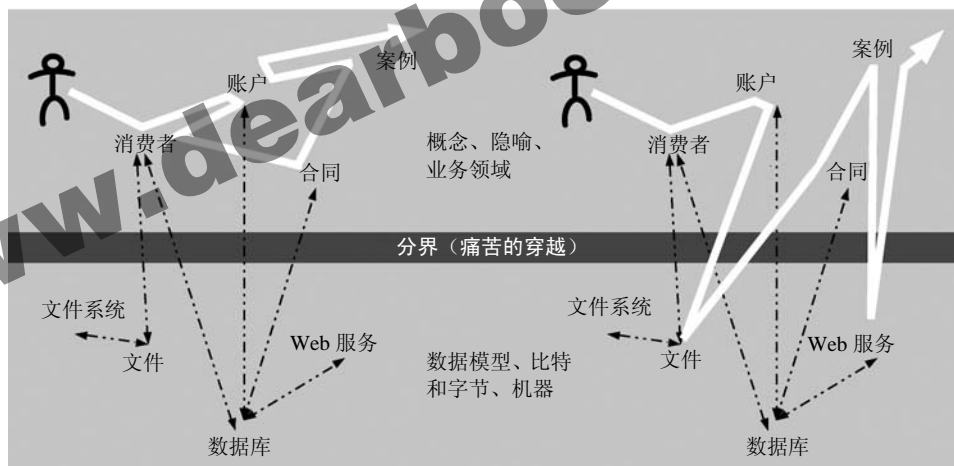 www.dearboo
案例
账户
消费者
合同
概念、隐喻、
业务领域
案例
账户
消费者
合同
分界（痛苦的穿越）
文件系统
文件
Web 服务
数据库
数据模型、比特
和字节、机器
文件系统
文件
Web 服务
数据库